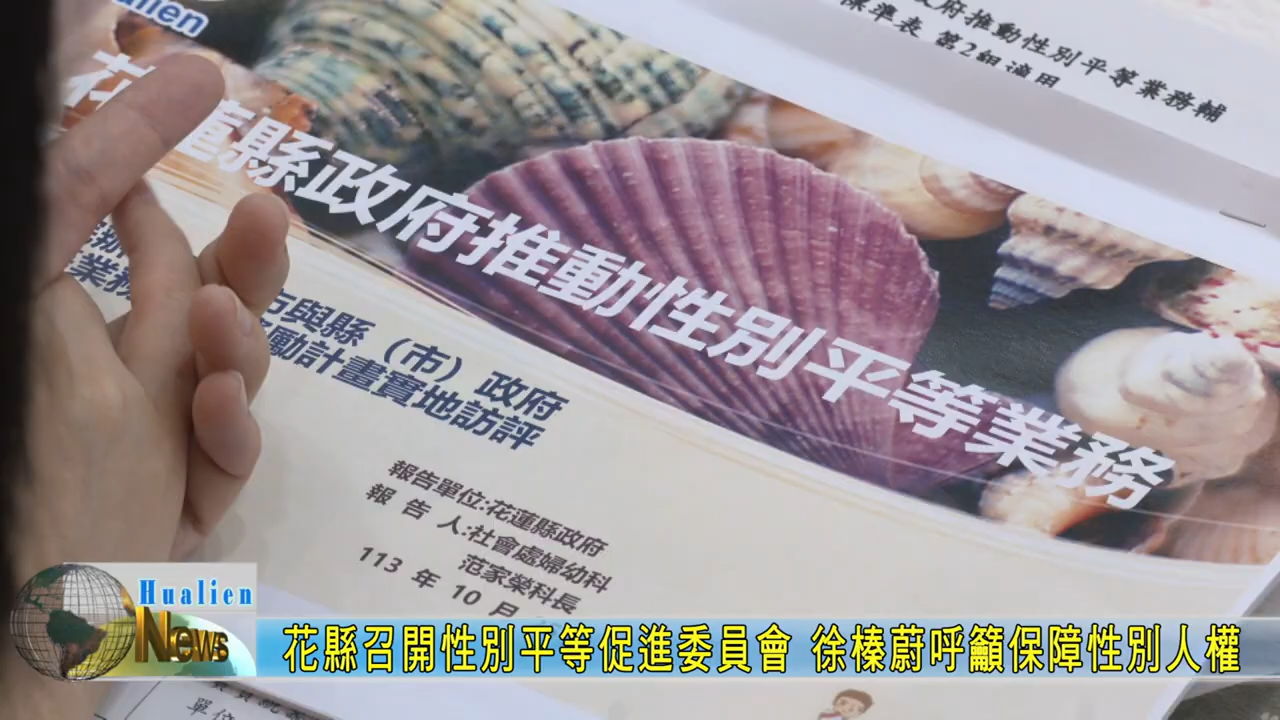 府推動性別平等業務輔
表 第2組適用
花蓮縣政府推動性別平等業務
與縣（市）政府
動計畫實地訪評
報告單位:花蓮縣政府
報 告 人:社會處婦幼科
范家榮科長
113 年 10 月
Hualien
News
花縣召開性別平等促進委員會 徐榛蔚呼籲保障性別人權
單位